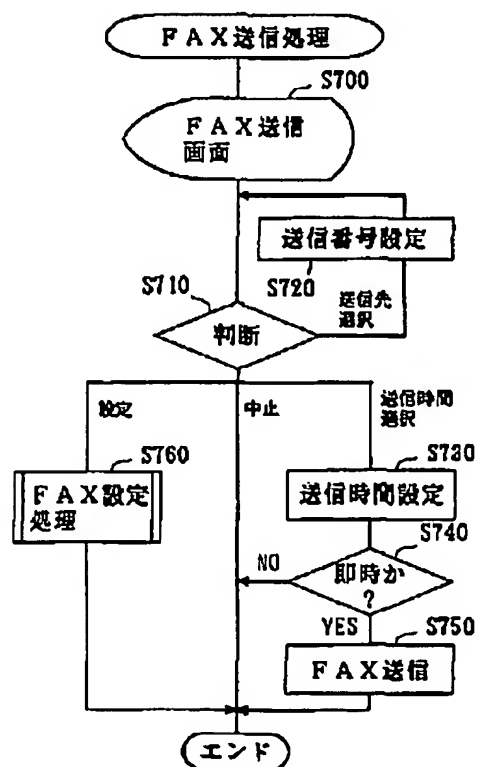 FAX送信処理
S700
FAX送信
画面
送信番号設定
S720
S710
送信先
選択
判断
設定
中止
送信時間
選択
S760
FAX設定
処理
S730
送信時間設定
S740
NO
即時か
?
YES
S750
FAX送信
エンド